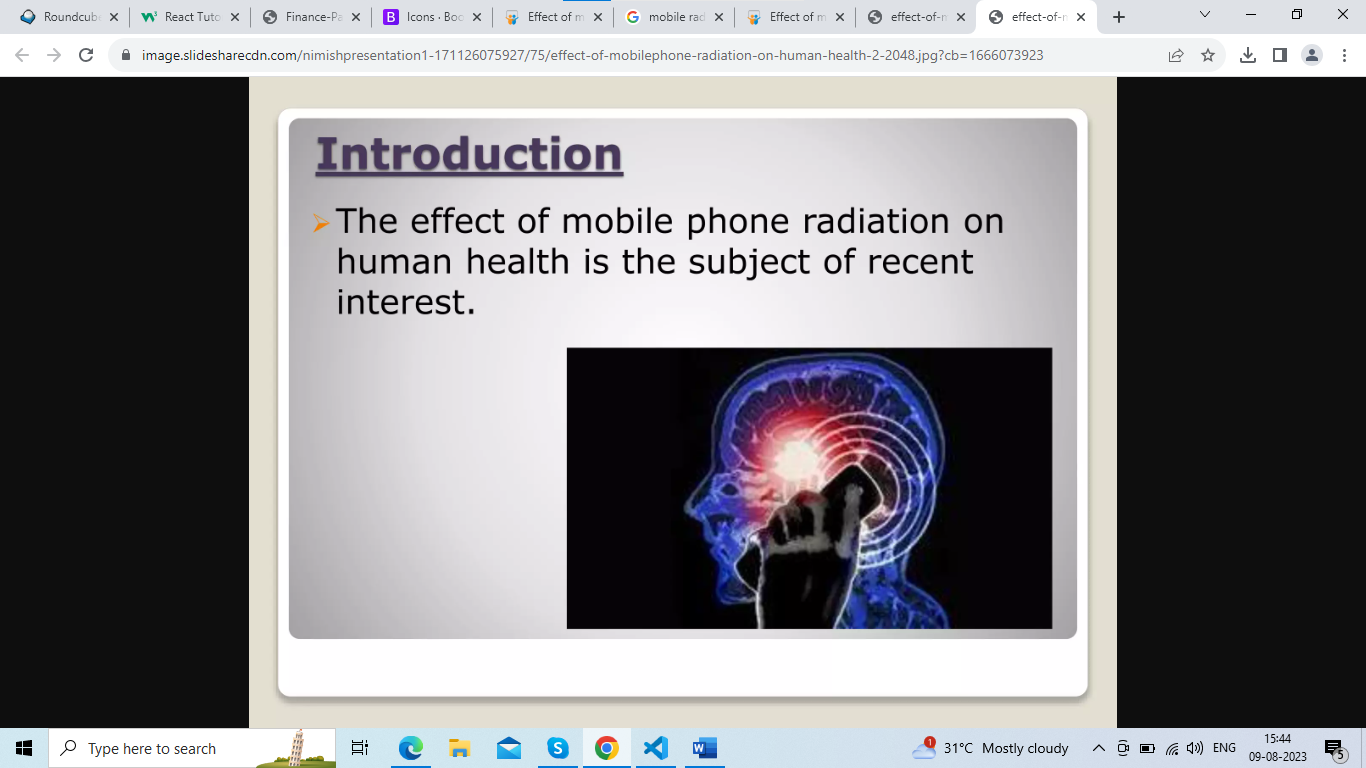 Roundcub
React Tuto
Finance-Pa
Icons · Boo
Effect of m
mobile rad
Effect of m
effect-of-n
effect-of-n
image.slidesharecdn.com/nimishpresentation1-171126075927/75/effect-of-mobilephone-radiation-on-human-health-2-2048.jpg?cb=1666073923
Introduction
The effect of mobile phone radiation on
human health is the subject of recent
interest.
Type here to search
1
31°C Mostly cloudy
ENG
15:44
09-08-2023
5